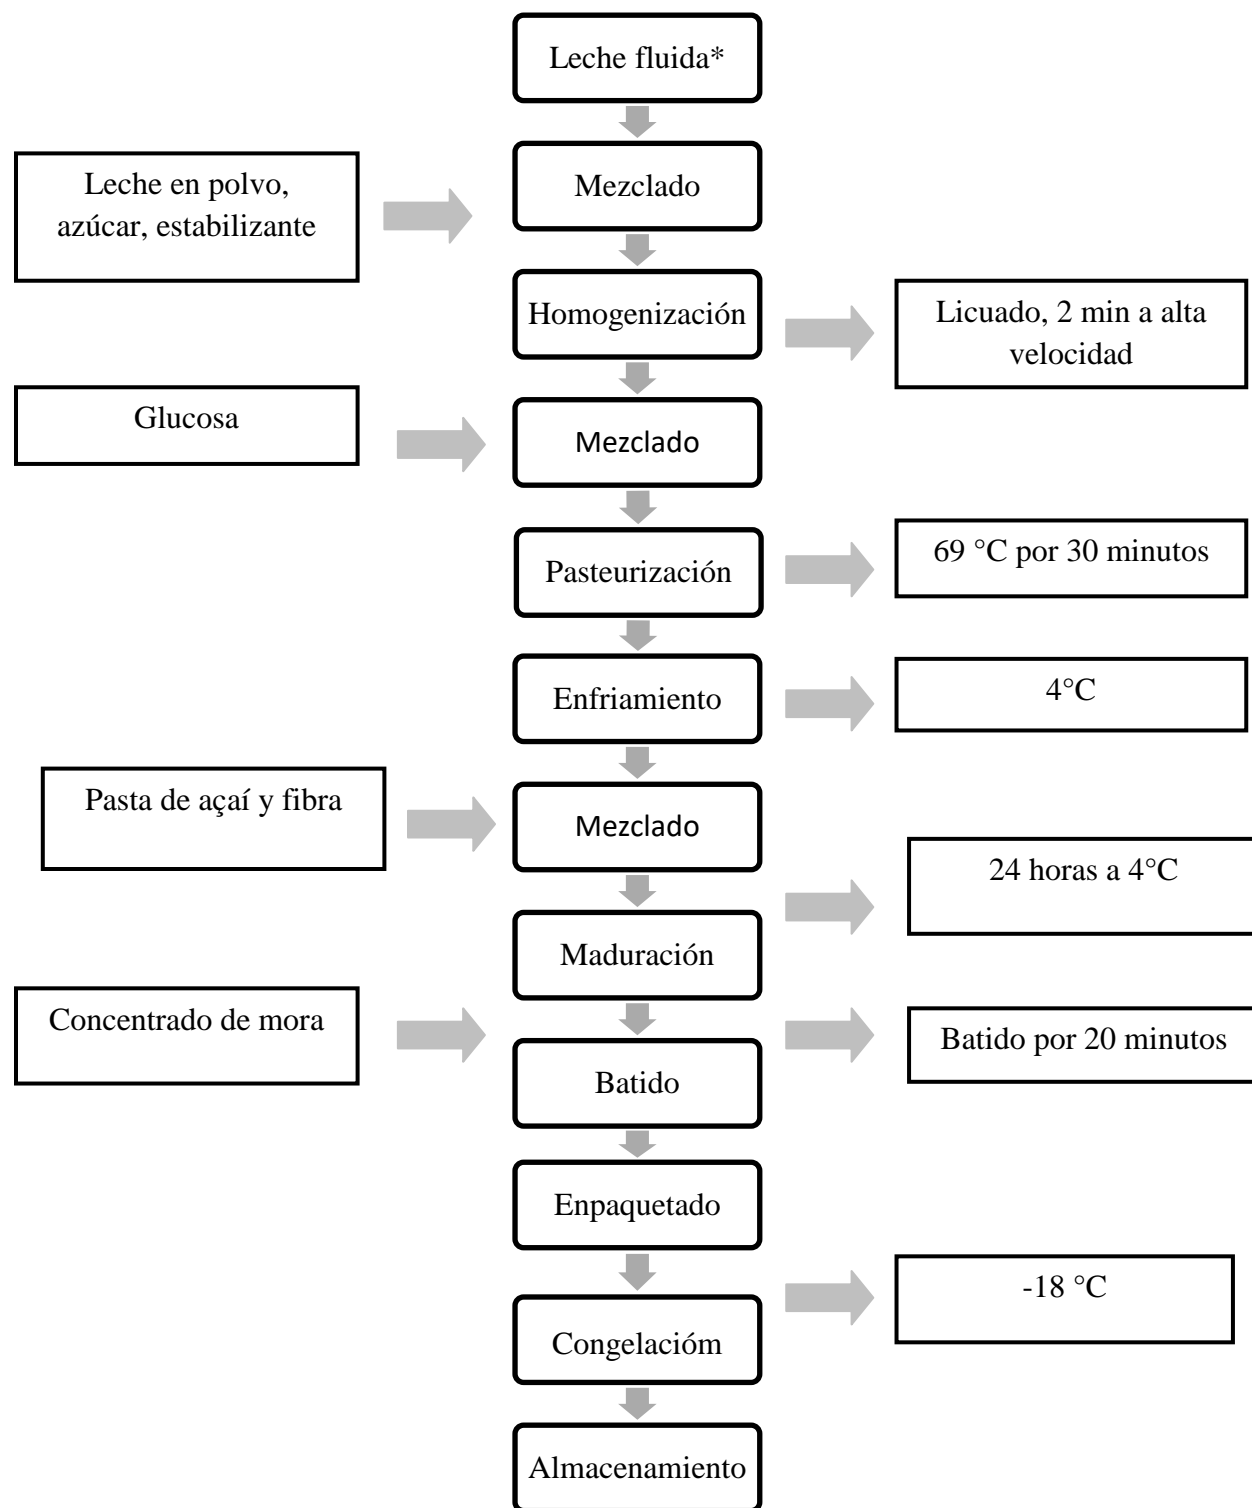 Leche fluida*
Leche en polvo,
azúcar, estabilizante
Mezclado
Homogenización
Licuado, 2 min a alta
velocidad
Glucosa
Mezclado
Pasteurización
69 °C por 30 minutos
Enfriamiento
4°C
Pasta de açaí y fibra
Mezclado
24 horas a 4°C
Maduración
Concentrado de mora
Batido por 20 minutos
Batido
Enpaquetado
-18 °C
Congelacióm
Almacenamiento